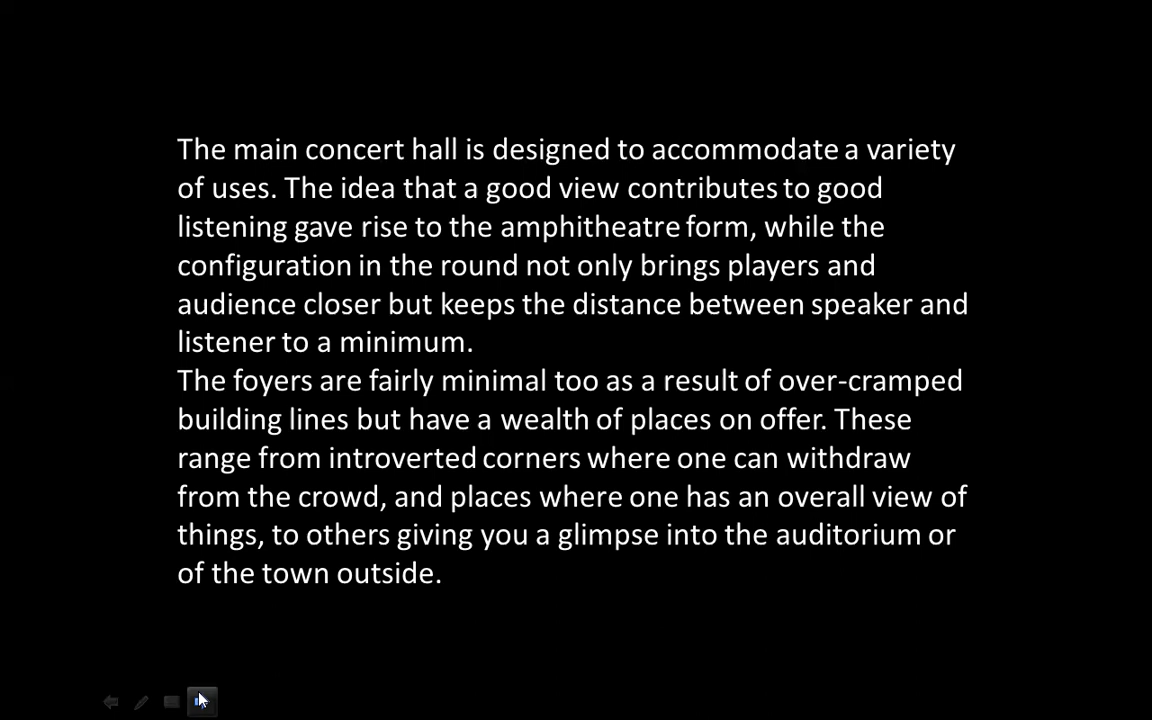 The main concert hall is designed to accommodate a variety
of uses. The idea that a good view contributes to good
listening gave rise to the amphitheatre form, while the
configuration in the round not only brings players and
audience closer but keeps the distance between speaker and
listener to a minimum.
The foyers are fairly minimal too as a result of over-cramped
building lines but have a wealth of places on offer. These
range from introverted corners where one can withdraw
from the crowd, and places where one has an overall view of
things, to others giving you a glimpse into the auditorium or
of the town outside.